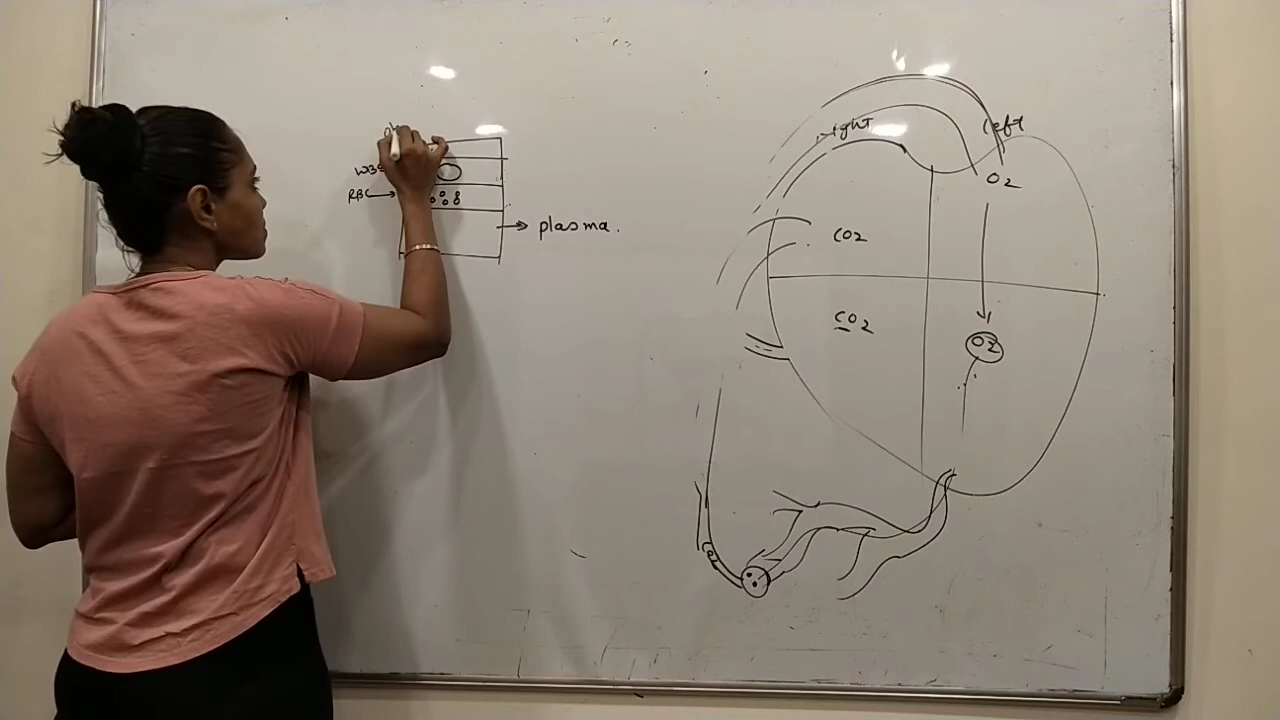 WBC
RBC
plasma.
right
left
O2
CO2
CO2
O2